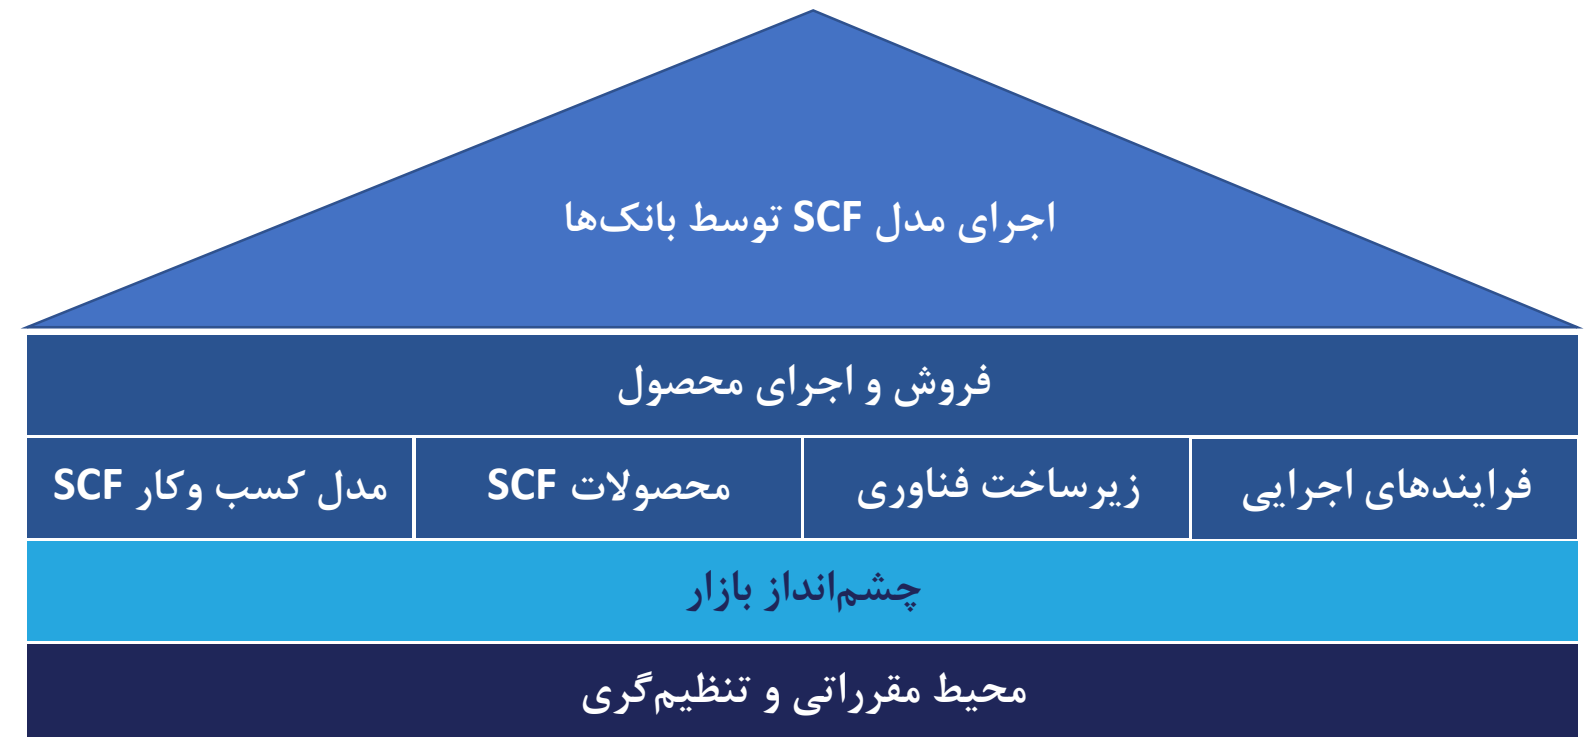 اجرای مدل SCF توسط بانک‌ها
فروش و اجرای محصول
فرایندهای اجرایی
زیرساخت فناوری
محصولات SCF
مدل کسب وکار SCF
چشم‌انداز بازار
محیط مقرراتی و تنظیم‌گری